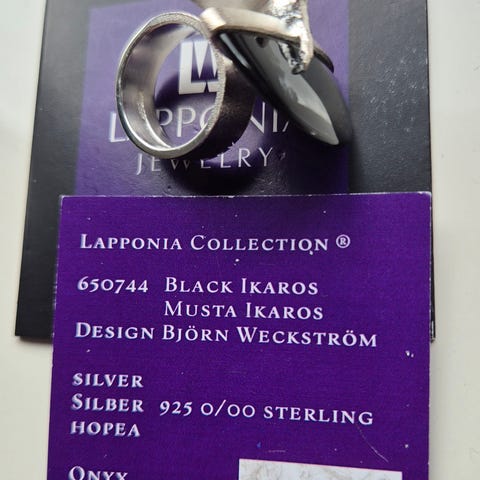 LAPPONIA
JEWELRY
LAPPONIA COLLECTION ®
650744 BLACK IKAROS
MUSTA IKAROS
DESIGN BJÖRN WECKSTRÖM
SILVER
SILBER 925 0/00 STERLING
HOPEA
ONYX